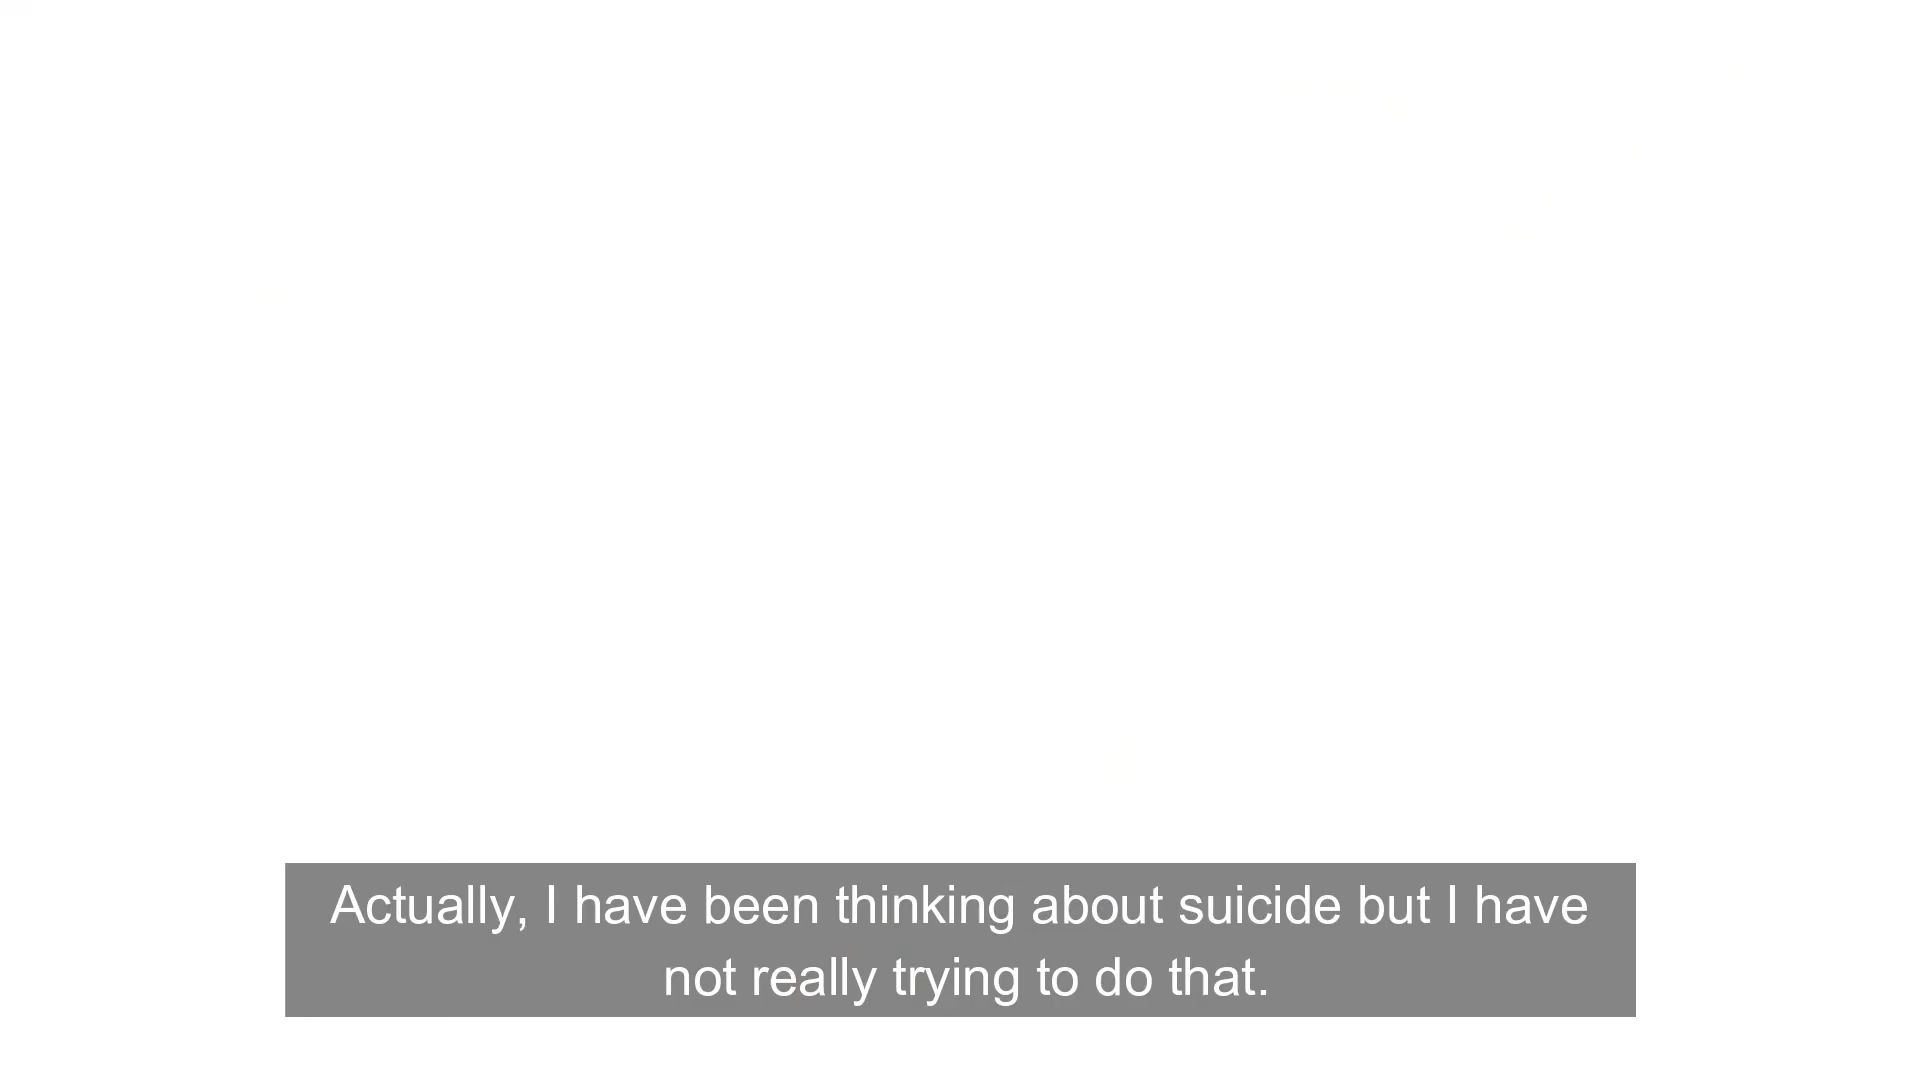 Actually, I have been thinking about suicide but I have
not really trying to do that.